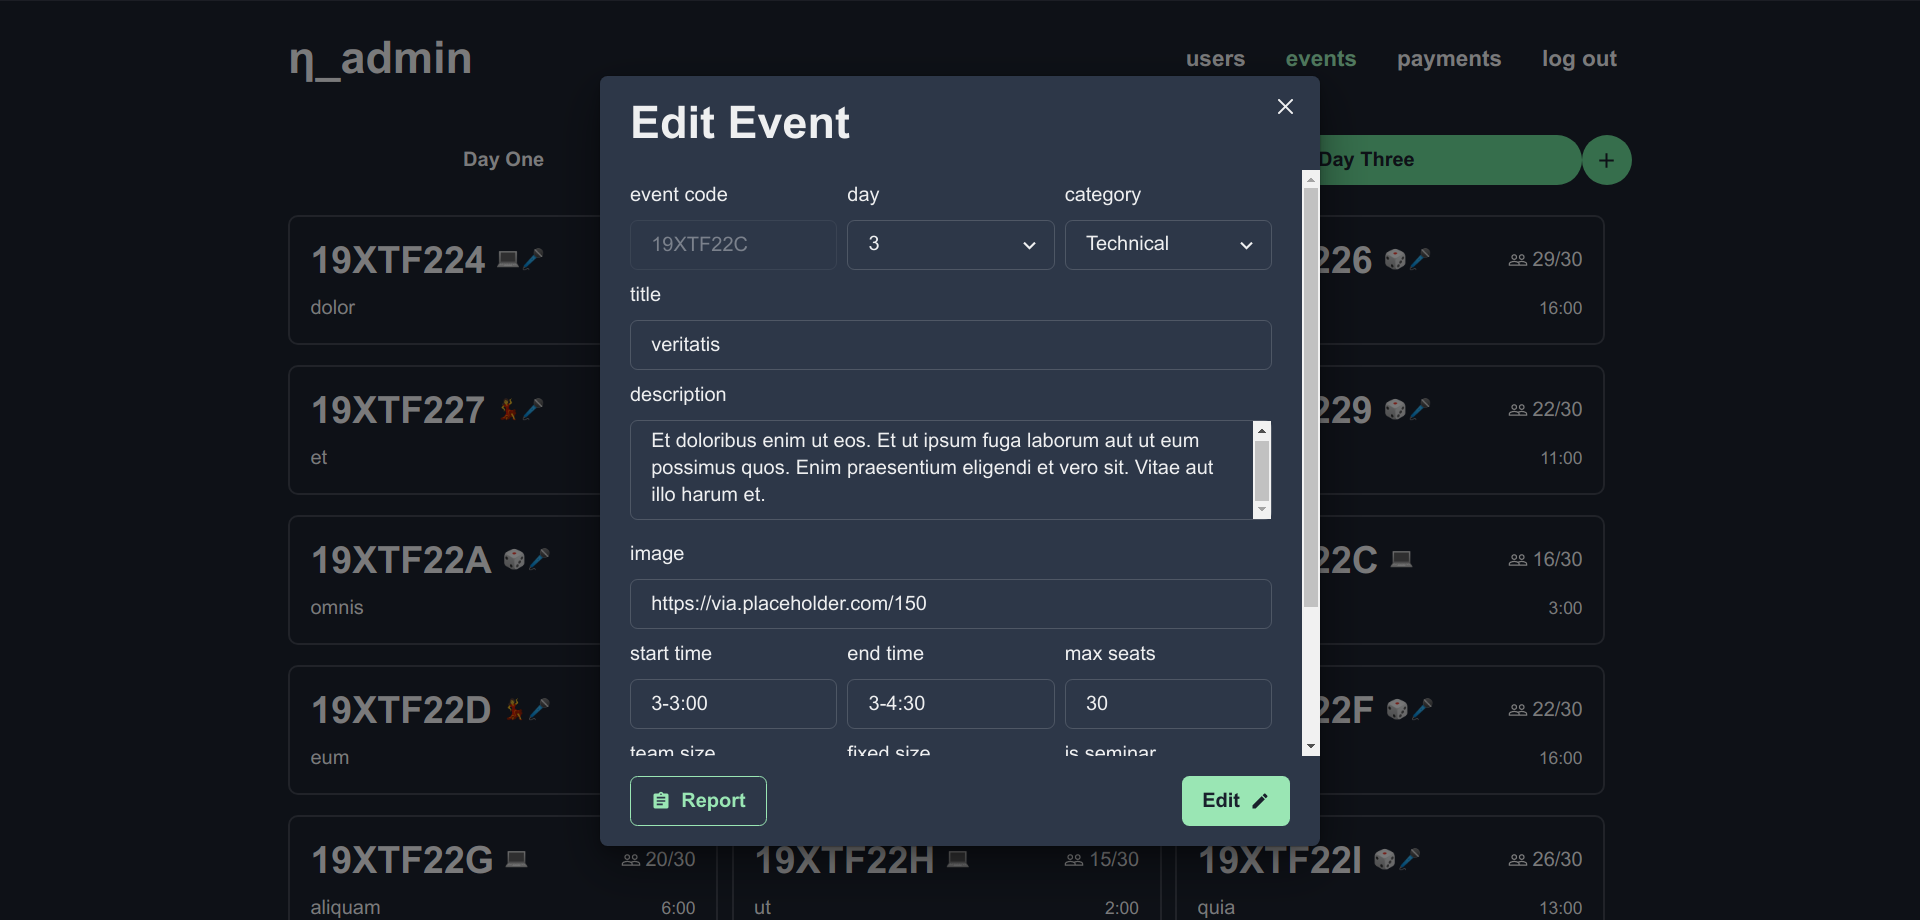 η_admin
users events payments log out
Edit Event
Day One
Day Three
event code day category
19XTF22C 3 Technical
title
veritatis
description
Et doloribus enim ut eos. Et ut ipsum fuga laborum aut ut eum
possimus quos. Enim praesentium eligendi et vero sit. Vitae aut
illo harum et.
image
https://via.placeholder.com/150
start time end time max seats
3-3:00 3-4:30 30
team size fixed size is seminar
Report Edit
19XTF224
dolor
226 29/30
16:00
19XTF227
et
229 22/30
11:00
19XTF22A
omnis
22C 16/30
3:00
19XTF22D
eum
22F 22/30
16:00
19XTF22G 20/30
aliquam 6:00
19XTF22H 15/30
ut 2:00
19XTF22I 26/30
quia 13:00